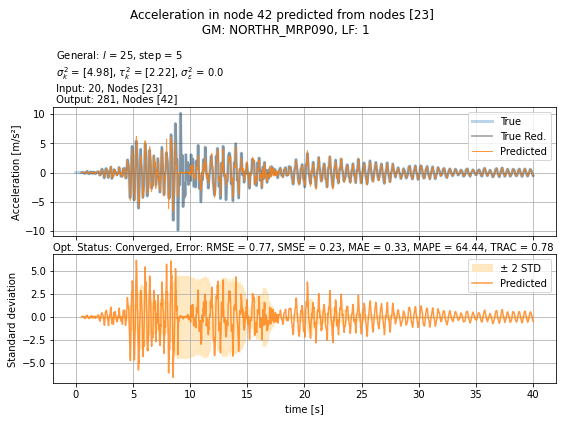 Acceleration in node 42 predicted from nodes [23]
GM: NORTHR_MRP090, LF: 1
General: l = 25, step = 5
σ²ₖ = [4.98], τ²ₖ = [2.22], σ²ε = 0.0
Input: 20, Nodes [23]
Output: 281, Nodes [42]
Acceleration [m/s²]
10
5
0
−5
−10
True
True Red.
Predicted
Opt. Status: Converged, Error: RMSE = 0.77, SMSE = 0.23, MAE = 0.33, MAPE = 64.44, TRAC = 0.78
Standard deviation
5.0
2.5
0.0
−2.5
−5.0
± 2 STD
Predicted
0 5 10 15 20 25 30 35 40
time [s]